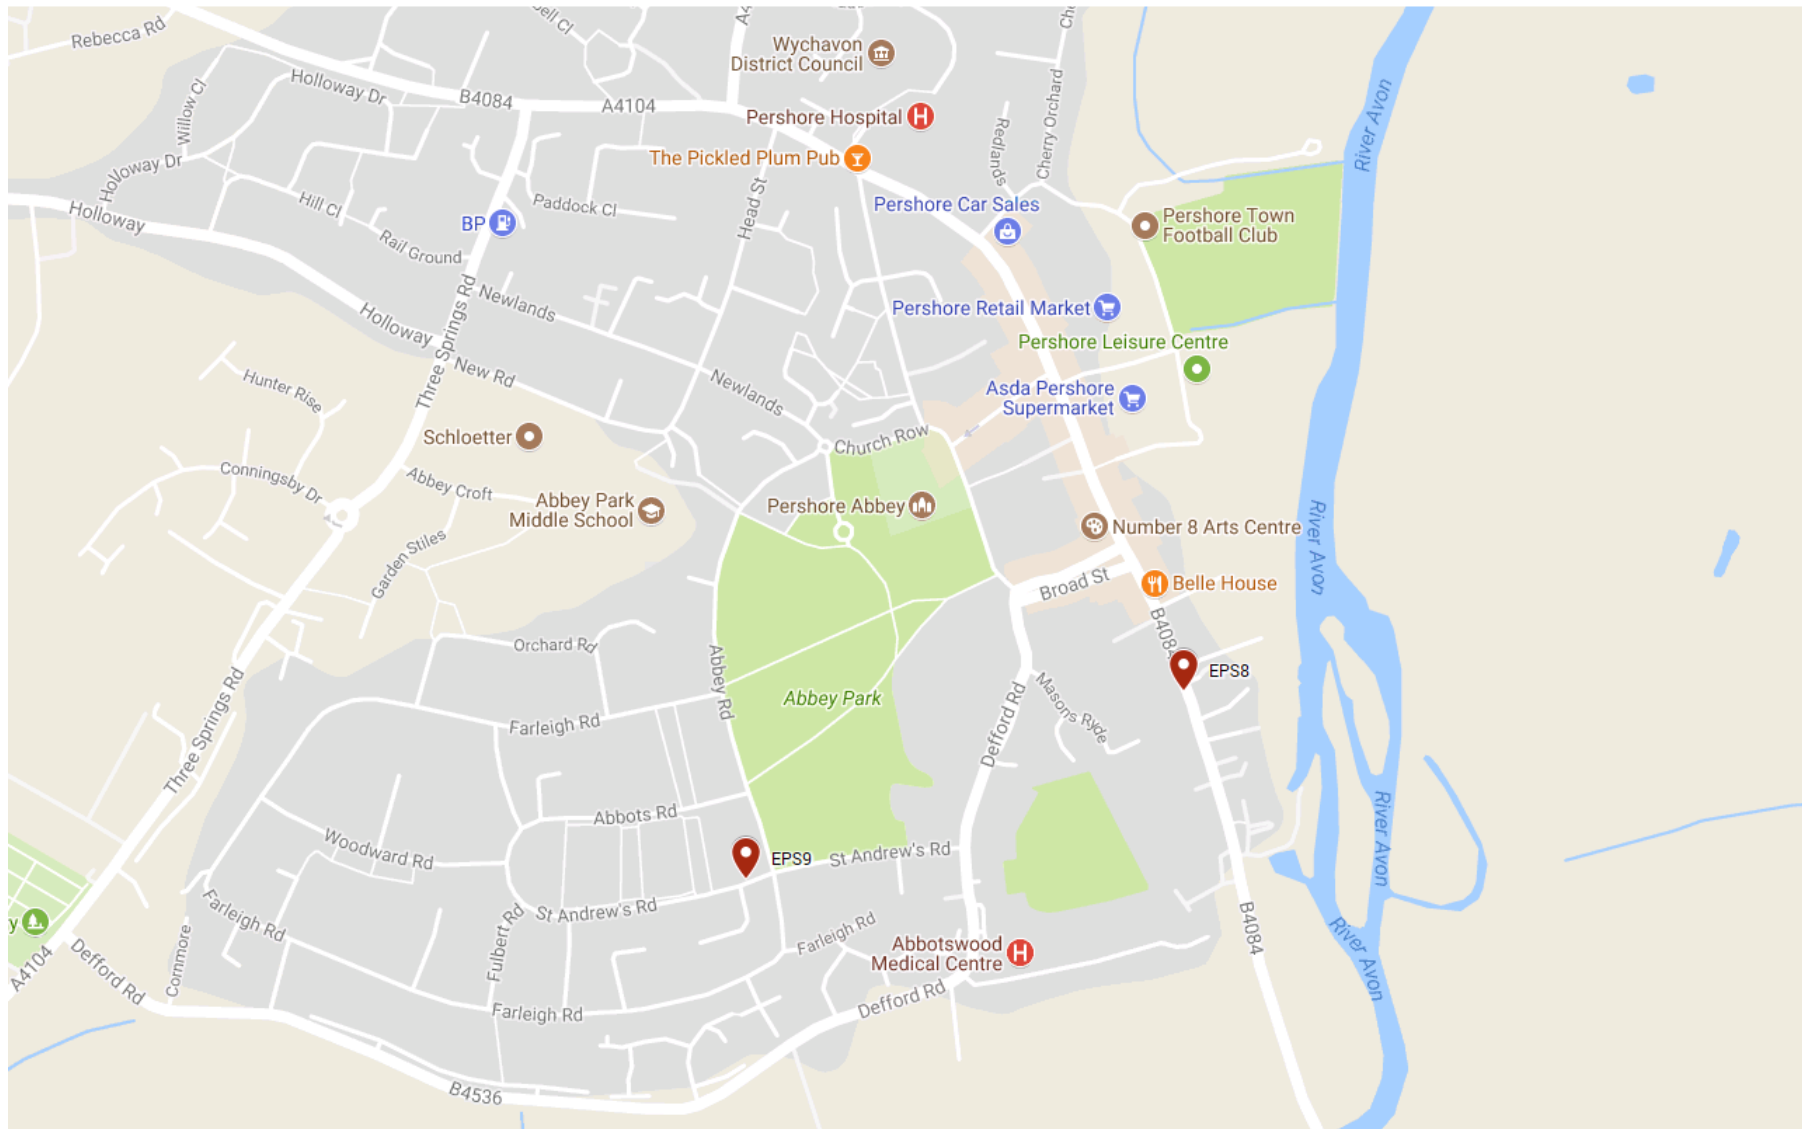 Rebecca Rd
Wychavon
District Council
Holloway Dr
B4084
A4104
Pershore Hospital
Willow Cl
The Pickled Plum Pub
Redlands
Cherry Orchard
River Avon
Holloway Dr
Hill Cl
Paddock Cl
Head St
Pershore Car Sales
Pershore Town
Football Club
Holloway
BP
Rail Ground
Newlands
Three Springs Rd
Holloway
Pershore Retail Market
Pershore Leisure Centre
New Rd
Hunter Rise
Newlands
Asda Pershore
Supermarket
Schloetter
Church Row
Conningsby Dr
Abbey Croft
Abbey Park
Middle School
Pershore Abbey
Number 8 Arts Centre
River Avon
Garden Stiles
Broad St
Belle House
B4084
Orchard Rd
Abbey Rd
EPS8
Abbey Park
Masons Ryde
Defford Rd
Farleigh Rd
Three Springs Rd
Abbots Rd
River Avon
Woodward Rd
EPS9
St Andrew's Rd
St Andrew's Rd
Farleigh Rd
Fulbert Rd
Farleigh Rd
B4084
y
A4104
Defford Rd
Cornmore
Abbotswood
Medical Centre
River Avon
Defford Rd
Farleigh Rd
B4536